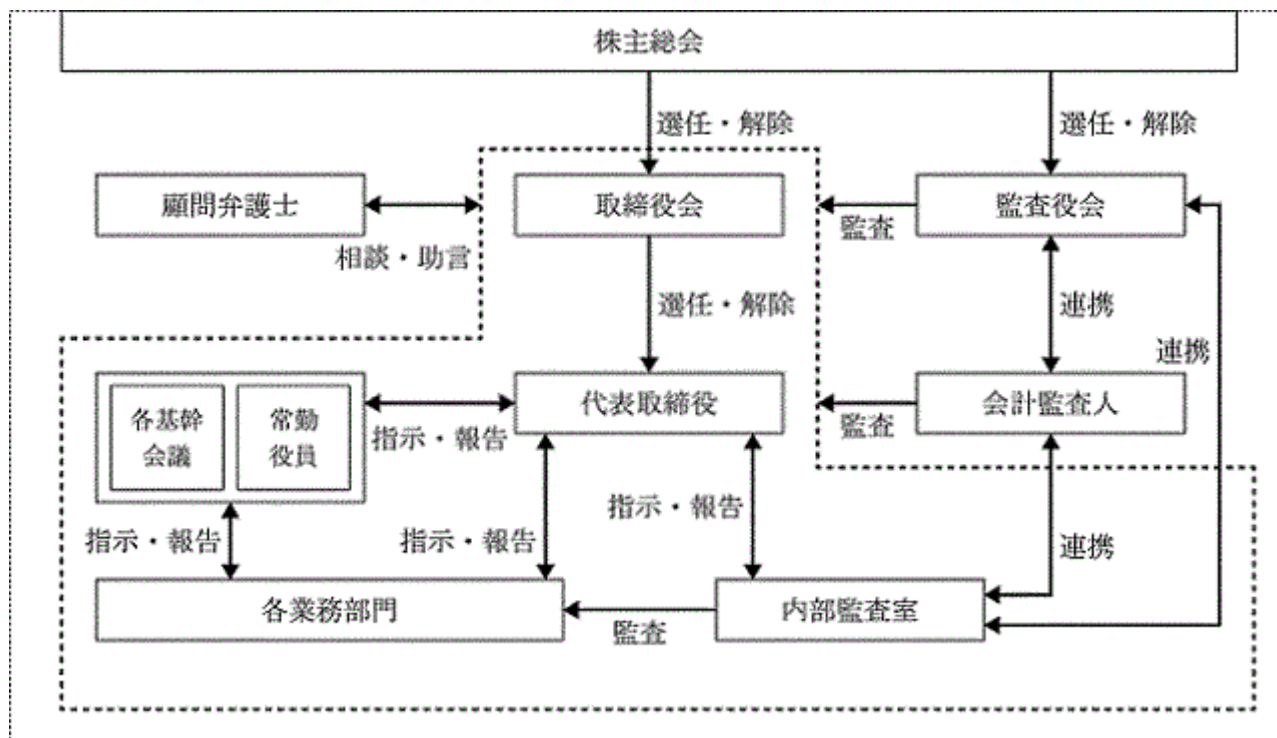 株主総会
選任・解除
選任・解除
顧問弁護士
取締役会
監査役会
監査
相談・助言
選任・解除
連携
連携
各基幹
会議
常勤
役員
代表取締役
会計監査人
指示・報告
監査
指示・報告
指示・報告
指示・報告
連携
各業務部門
内部監査室
監査